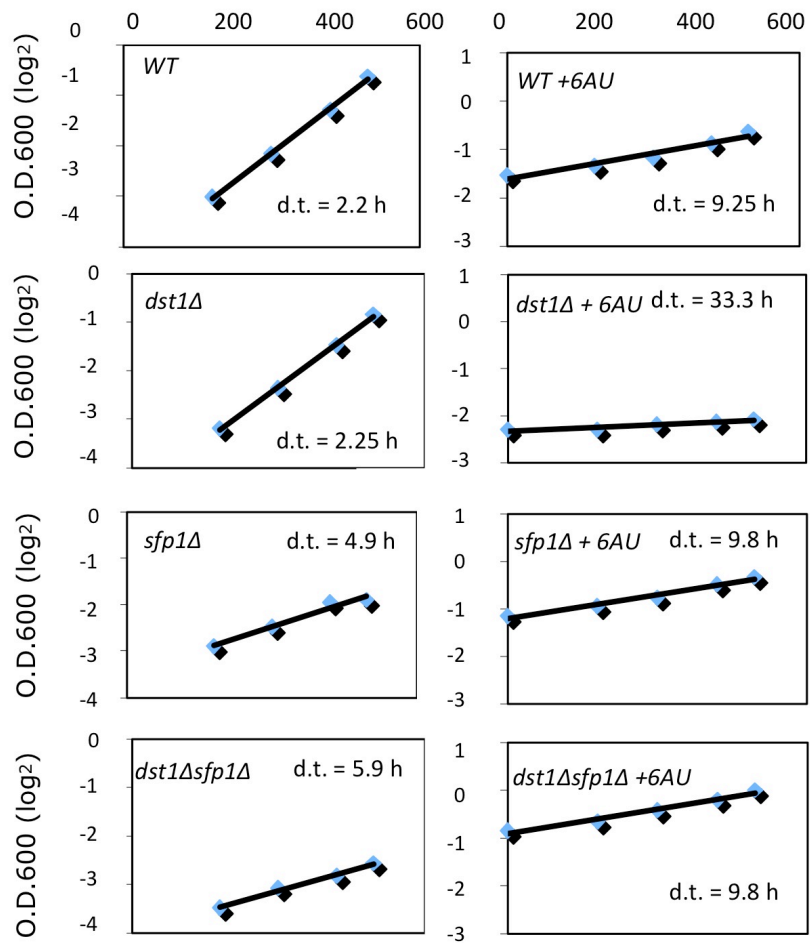 0 200 400 600
0 200 400 600
O.D.600 (log2)
0
-1
-2
-3
-4
WT
d.t. = 2.2 h
1
0
-1
-2
-3
WT +6AU
d.t. = 9.25 h
O.D.600 (log2)
0
-1
-2
-3
-4
dst1Δ
d.t. = 2.25 h
1
0
-1
-2
-3
dst1Δ + 6AU d.t. = 33.3 h
O.D.600 (log2)
0
-1
-2
-3
-4
sfp1Δ d.t. = 4.9 h
1
0
-1
-2
-3
sfp1Δ + 6AU d.t. = 9.8 h
O.D.600 (log2)
0
-1
-2
-3
-4
dst1Δsfp1Δ d.t. = 5.9 h
1
0
-1
-2
-3
dst1Δsfp1Δ +6AU
d.t. = 9.8 h